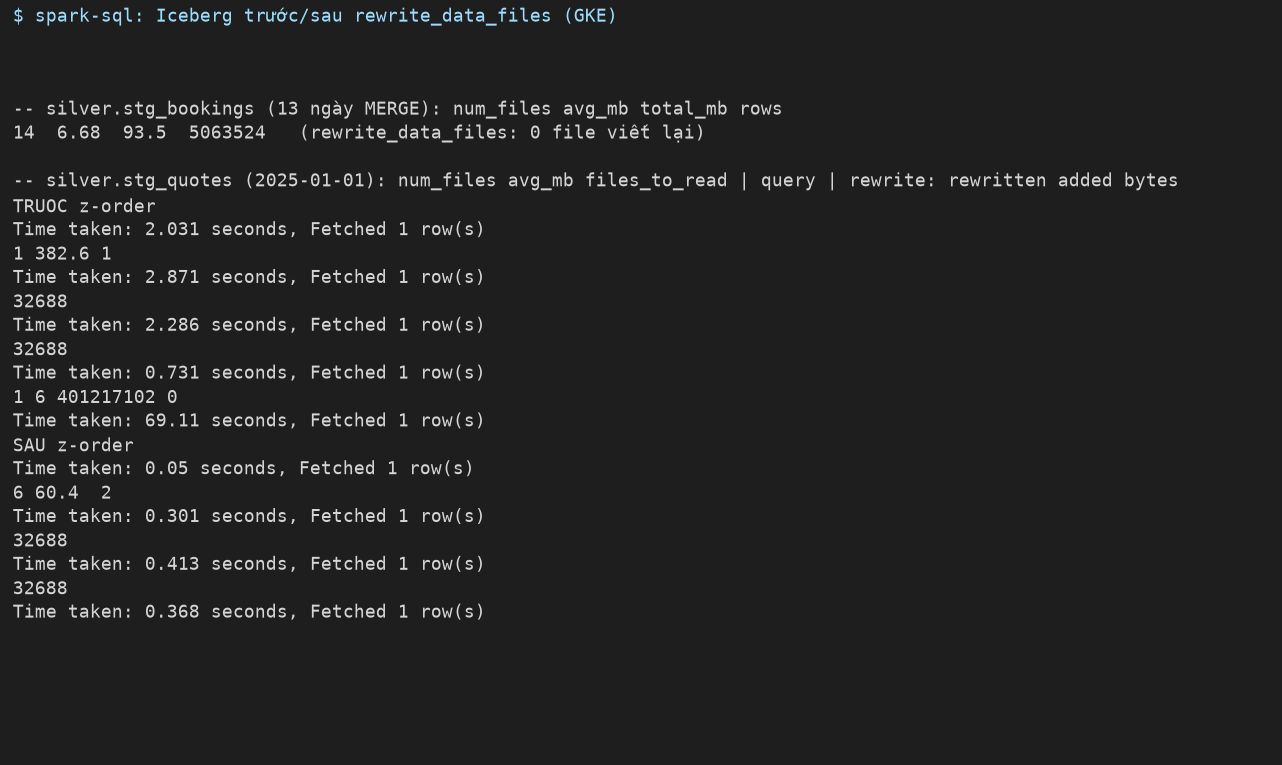 $ spark-sql: Iceberg trước/sau rewrite_data_files (GKE)
-- silver.stg_bookings (13 ngày MERGE): num_files avg_mb total_mb rows
14  6.68  93.5  5063524   (rewrite_data_files: 0 file viết lại)
-- silver.stg_quotes (2025-01-01): num_files avg_mb files_to_read | query | rewrite: rewritten added bytes
TRUOC z-order
Time taken: 2.031 seconds, Fetched 1 row(s)
1 382.6 1
Time taken: 2.871 seconds, Fetched 1 row(s)
32688
Time taken: 2.286 seconds, Fetched 1 row(s)
32688
Time taken: 0.731 seconds, Fetched 1 row(s)
1 6 401217102 0
Time taken: 69.11 seconds, Fetched 1 row(s)
SAU z-order
Time taken: 0.05 seconds, Fetched 1 row(s)
6 60.4  2
Time taken: 0.301 seconds, Fetched 1 row(s)
32688
Time taken: 0.413 seconds, Fetched 1 row(s)
32688
Time taken: 0.368 seconds, Fetched 1 row(s)